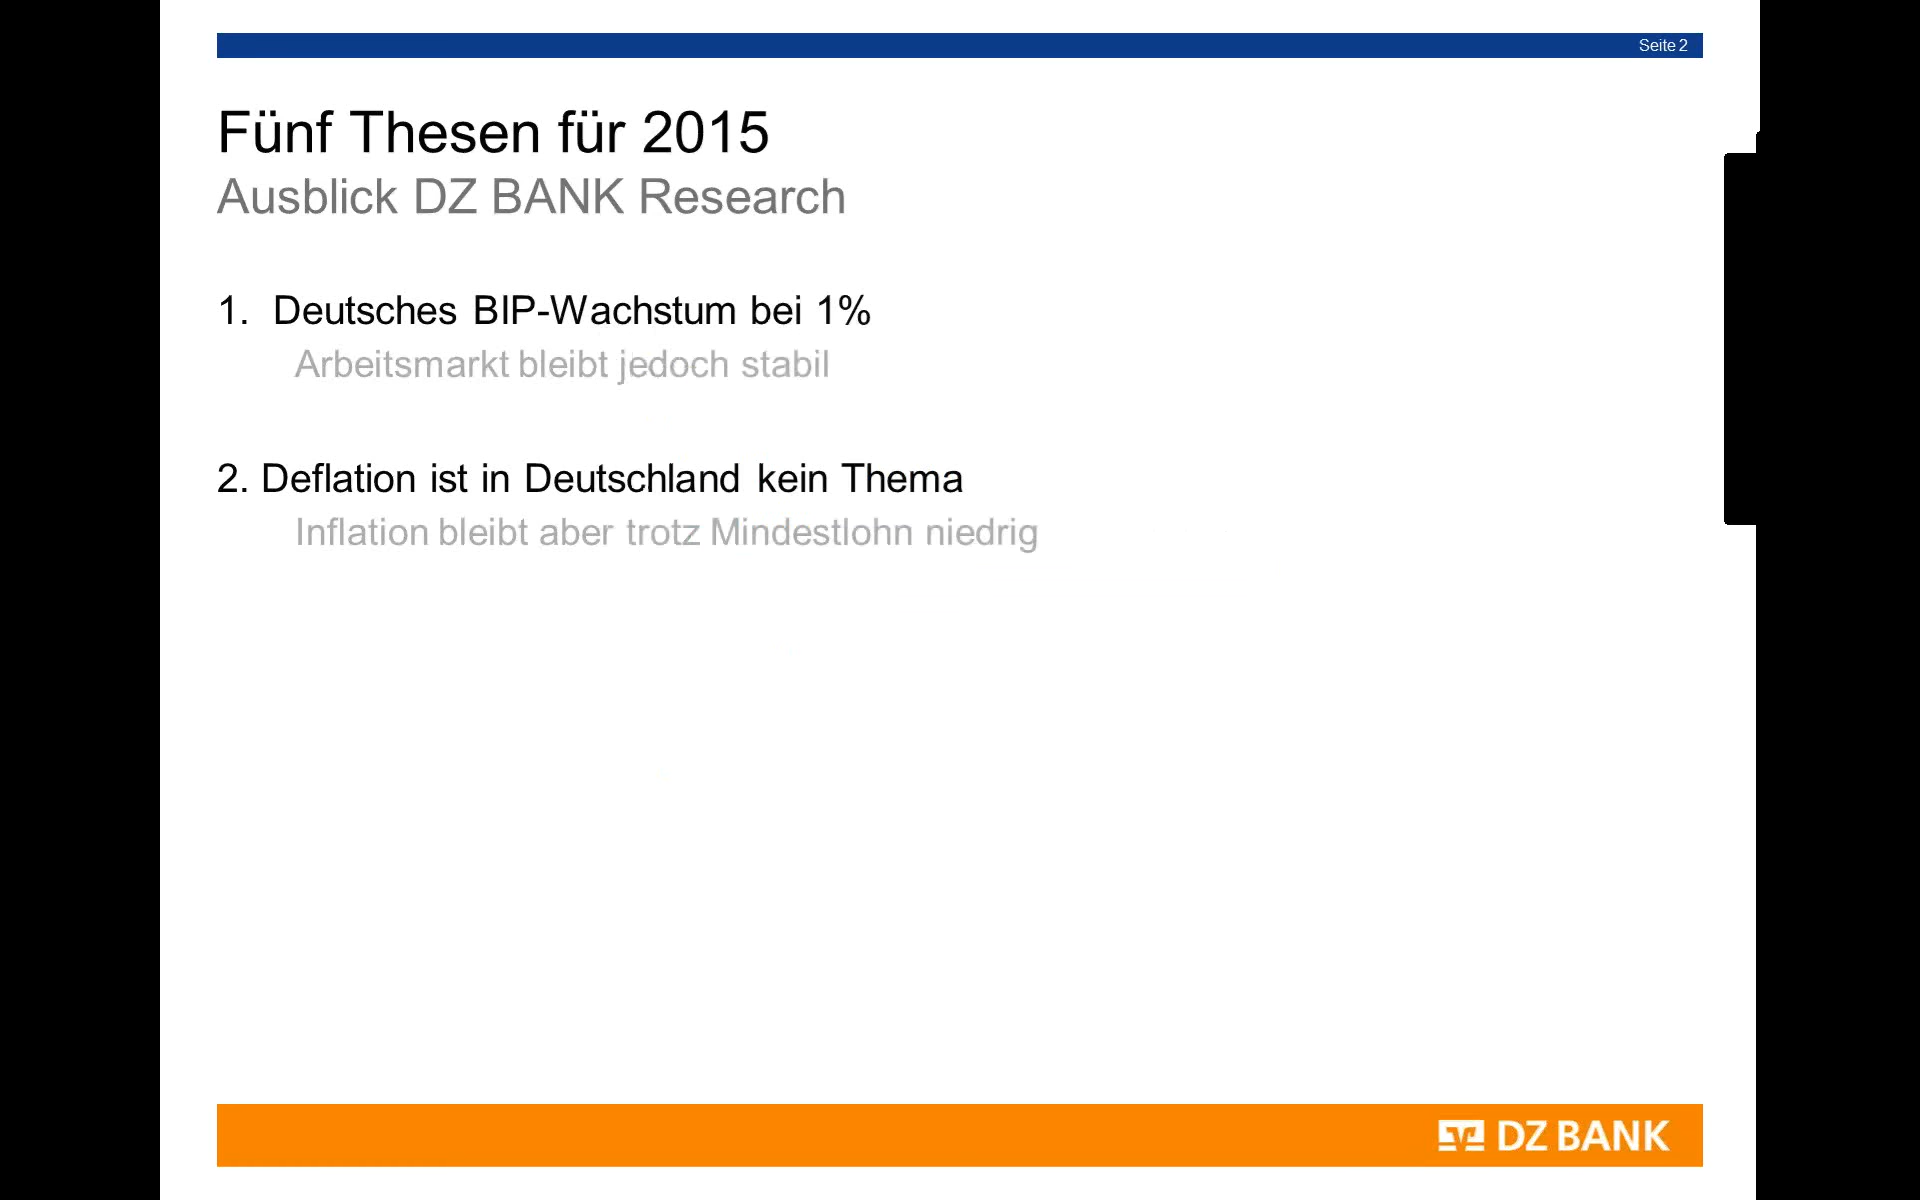 Seite 2
Fünf Thesen für 2015
Ausblick DZ BANK Research
1. Deutsches BIP-Wachstum bei 1%
Arbeitsmarkt bleibt jedoch stabil
2. Deflation ist in Deutschland kein Thema
Inflation bleibt aber trotz Mindestlohn niedrig
DZ BANK